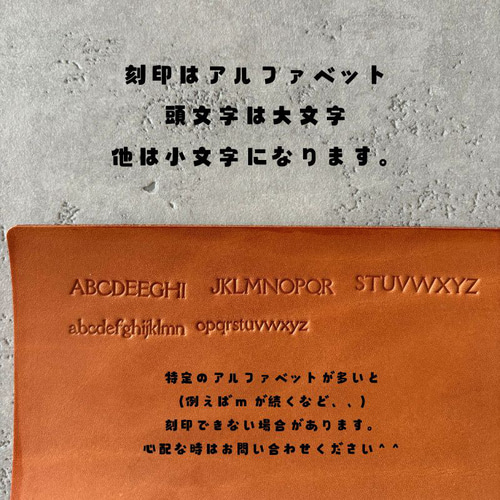 刻印はアルファベット
頭文字は大文字
他は小文字になります。
ABCDEEGHI JKLMNOPQR STUVWXYZ
abcdefghijklmn opqrstuvwxyz
特定のアルファベットが多いと
(例えばmが続くなど、、)
刻印できない場合があります。
心配な時はお問い合わせください^^